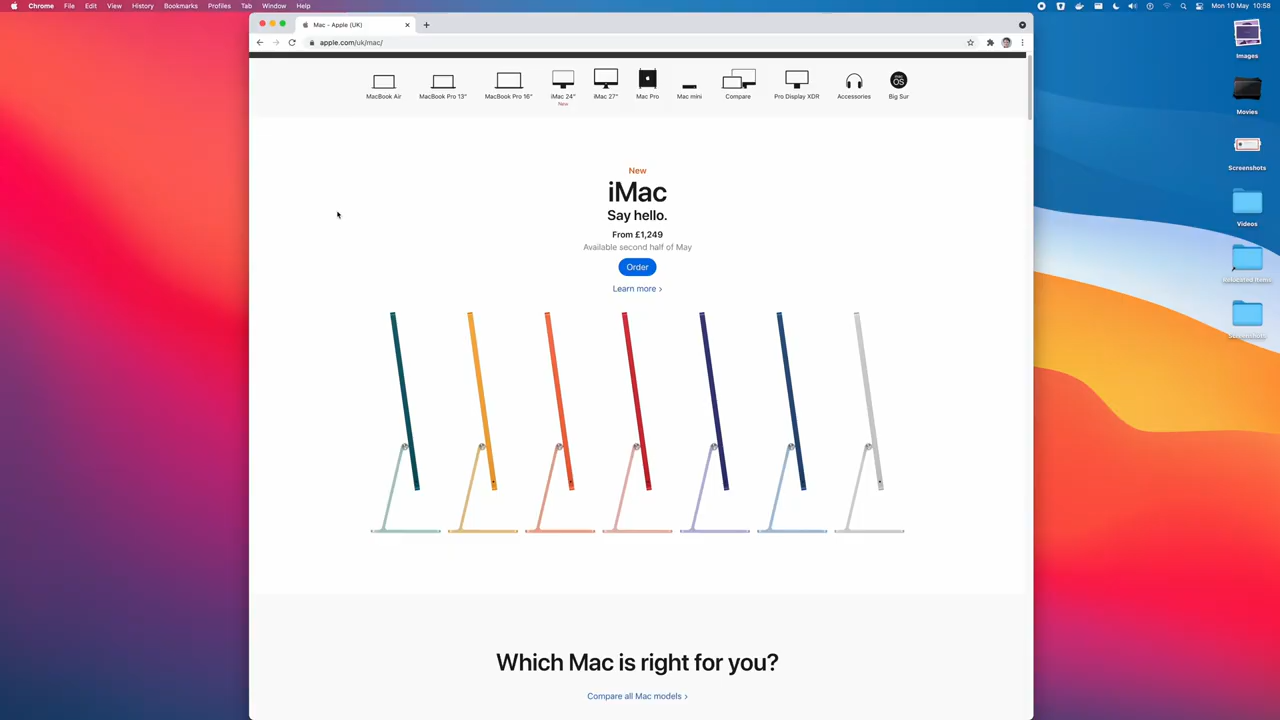 Chrome File Edit View History Bookmarks Profiles Tab Window Help
Mon 10 May 10:58
Mac - Apple (UK)
apple.com/uk/mac/
MacBook Air
MacBook Pro 13"
MacBook Pro 16"
iMac 24"
New
iMac 27"
Mac Pro
Mac mini
Compare
Pro Display XDR
Accessories
macOS
Big Sur
New
iMac
Say hello.
From £1,249
Available second half of May
Order
Learn more >
Which Mac is right for you?
Compare all Mac models >
Images
Movies
Screenshots
Videos
Relocated Items